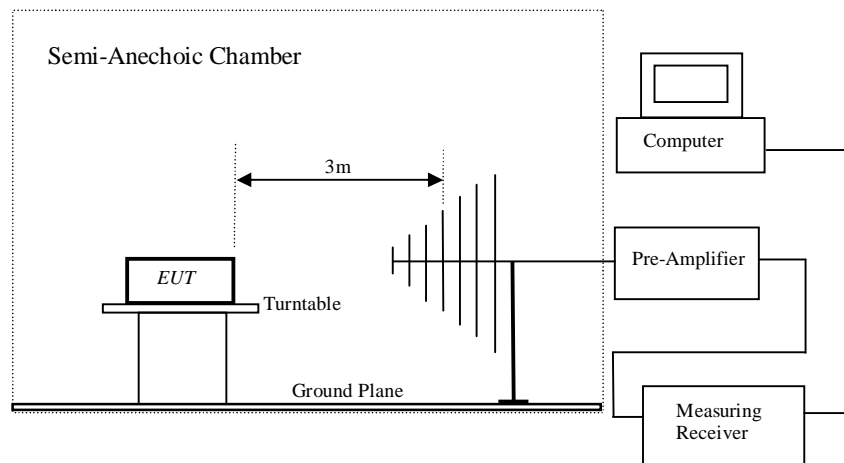 Semi-Anechoic Chamber
Computer
3m
Pre-Amplifier
EUT
Turntable
Ground Plane
Measuring
Receiver